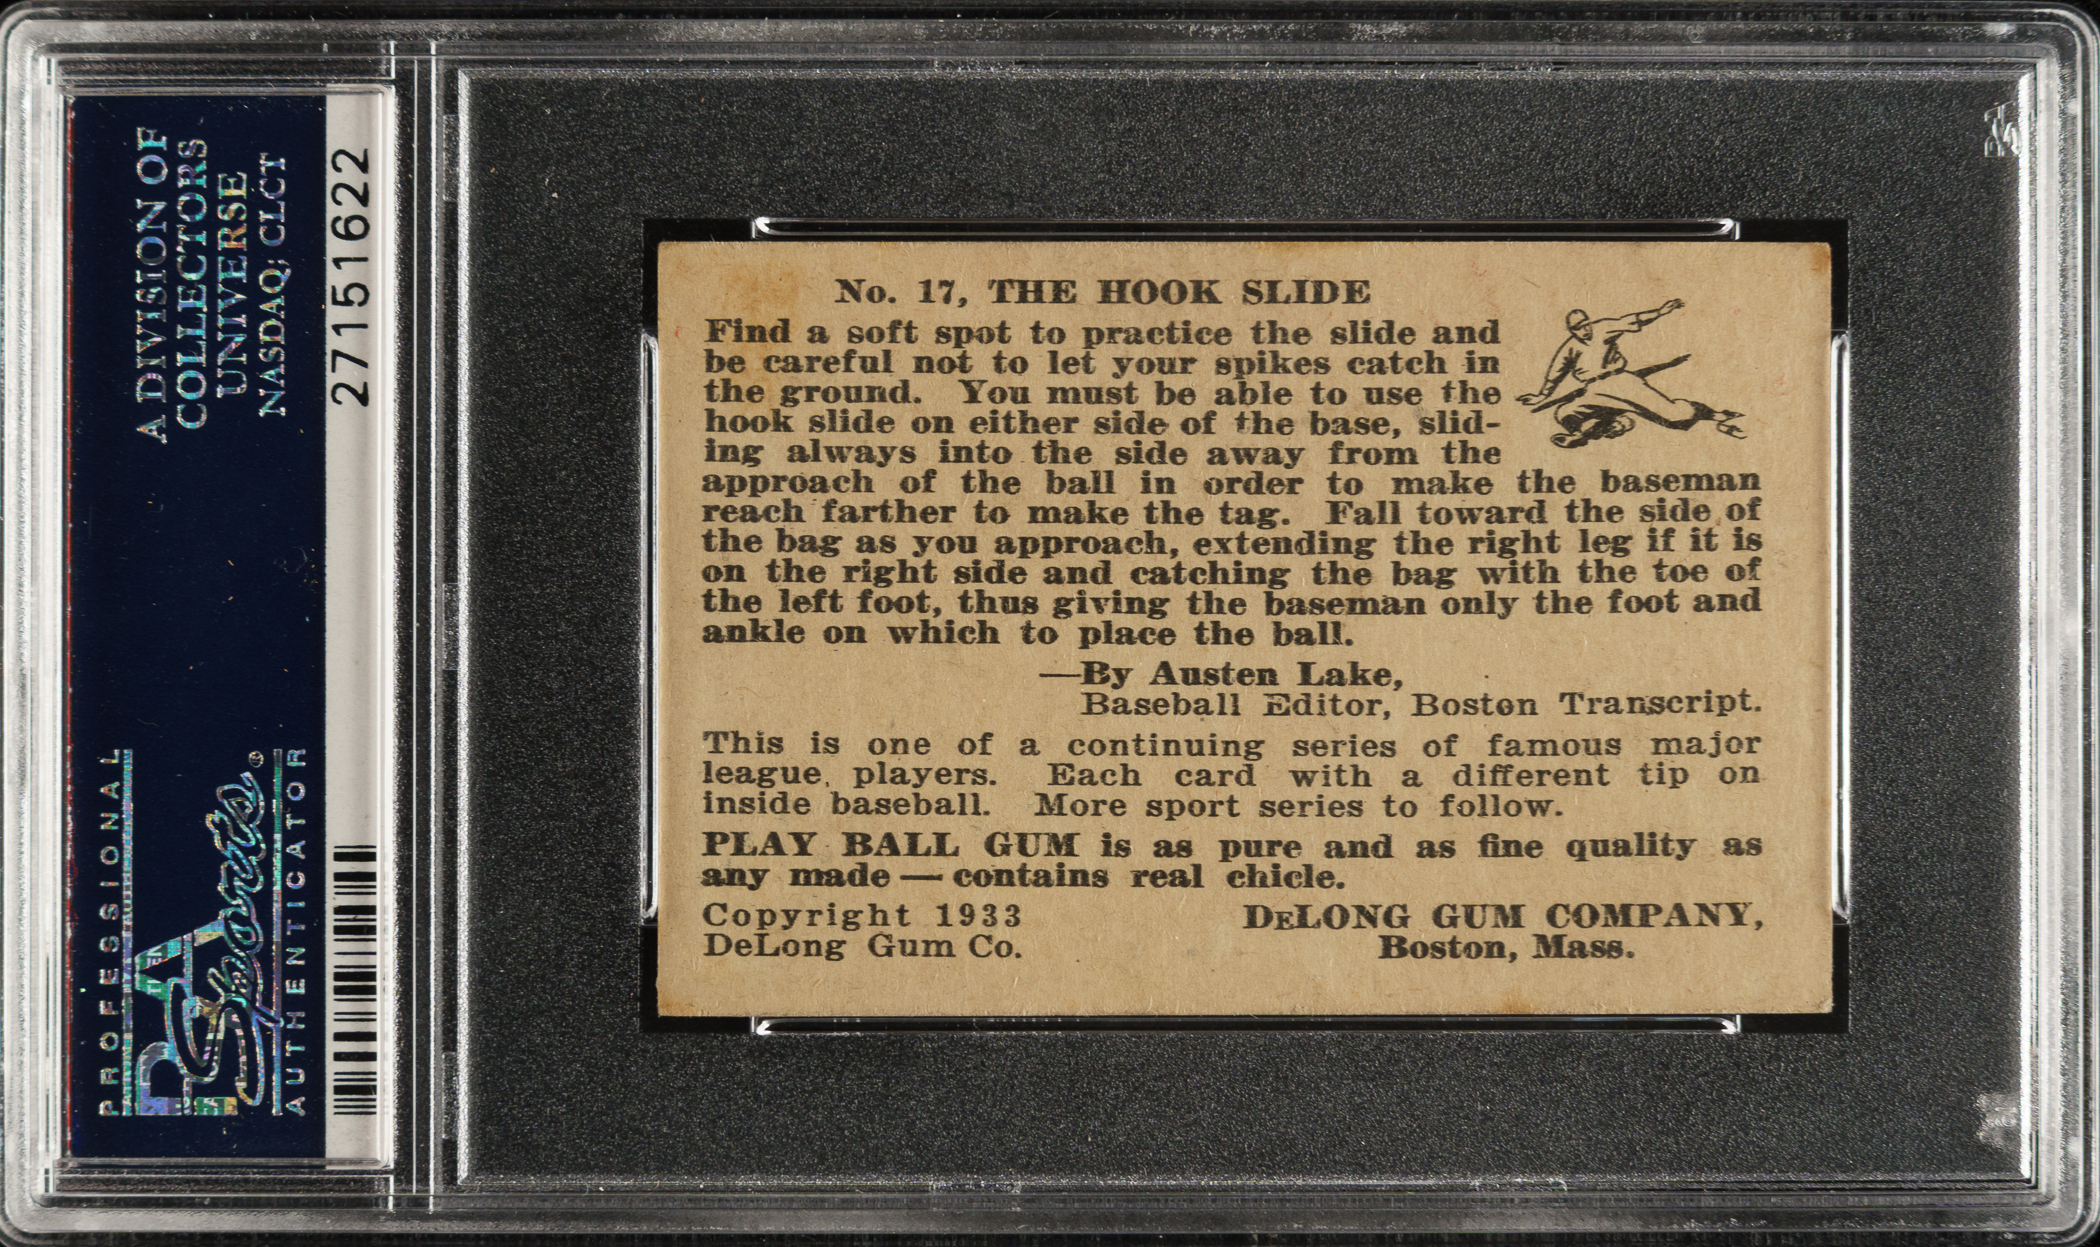 A DIVISION OF
COLLECTORS
UNIVERSE
NASDAQ; CLCT
27151622
PROFESSIONAL
PSA
Sports®
AUTHENTICATOR
No. 17, THE HOOK SLIDE
Find a soft spot to practice the slide and
be careful not to let your spikes catch in
the ground. You must be able to use the
hook slide on either side of the base, slid-
ing always into the side away from the
approach of the ball in order to make the baseman
reach farther to make the tag. Fall toward the side of
the bag as you approach, extending the right leg if it is
on the right side and catching the bag with the toe of
the left foot, thus giving the baseman only the foot and
ankle on which to place the ball.
—By Austen Lake,
Baseball Editor, Boston Transcript.
This is one of a continuing series of famous major
league players. Each card with a different tip on
inside baseball. More sport series to follow.
PLAY BALL GUM is as pure and as fine quality as
any made — contains real chicle.
Copyright 1933
DeLong Gum Co.
DeLONG GUM COMPANY,
Boston, Mass.